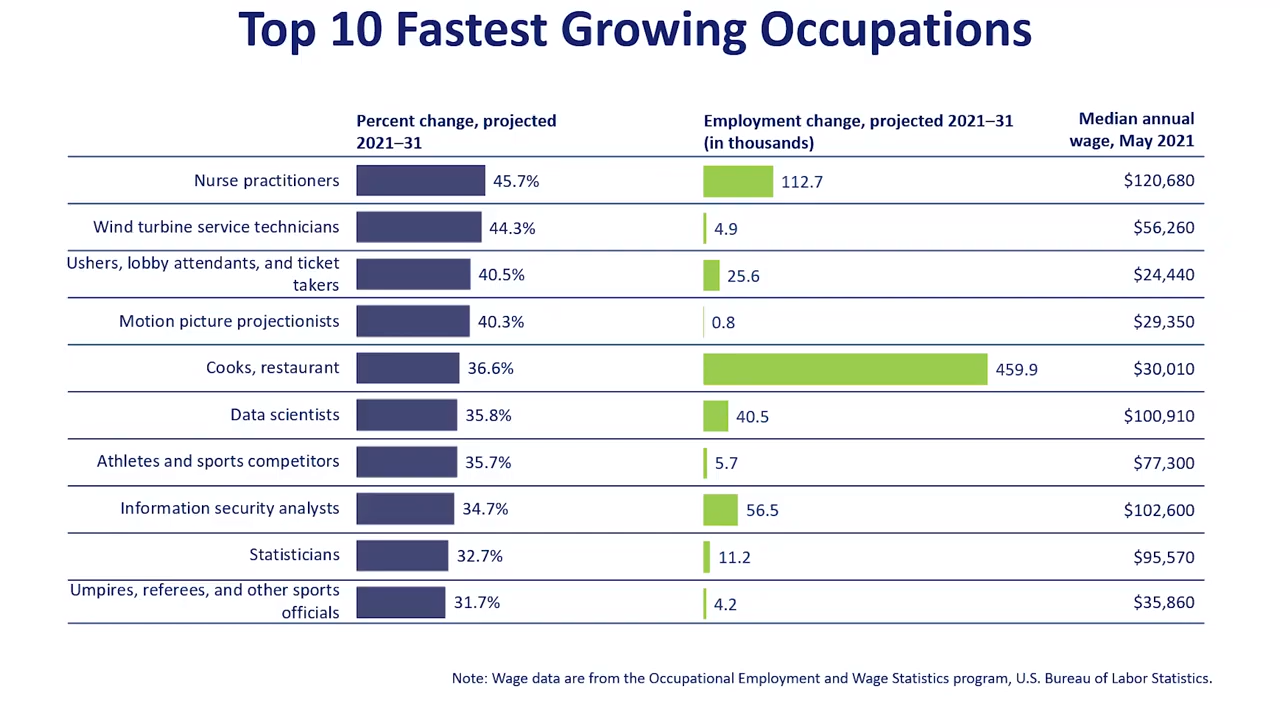 Top 10 Fastest Growing Occupations
Percent change, projected
2021–31
Employment change, projected 2021–31
(in thousands)
Median annual
wage, May 2021
Nurse practitioners 45.7% 112.7 $120,680
Wind turbine service technicians 44.3% 4.9 $56,260
Ushers, lobby attendants, and ticket
takers 40.5% 25.6 $24,440
Motion picture projectionists 40.3% 0.8 $29,350
Cooks, restaurant 36.6% 459.9 $30,010
Data scientists 35.8% 40.5 $100,910
Athletes and sports competitors 35.7% 5.7 $77,300
Information security analysts 34.7% 56.5 $102,600
Statisticians 32.7% 11.2 $95,570
Umpires, referees, and other sports
officials 31.7% 4.2 $35,860
Note: Wage data are from the Occupational Employment and Wage Statistics program, U.S. Bureau of Labor Statistics.